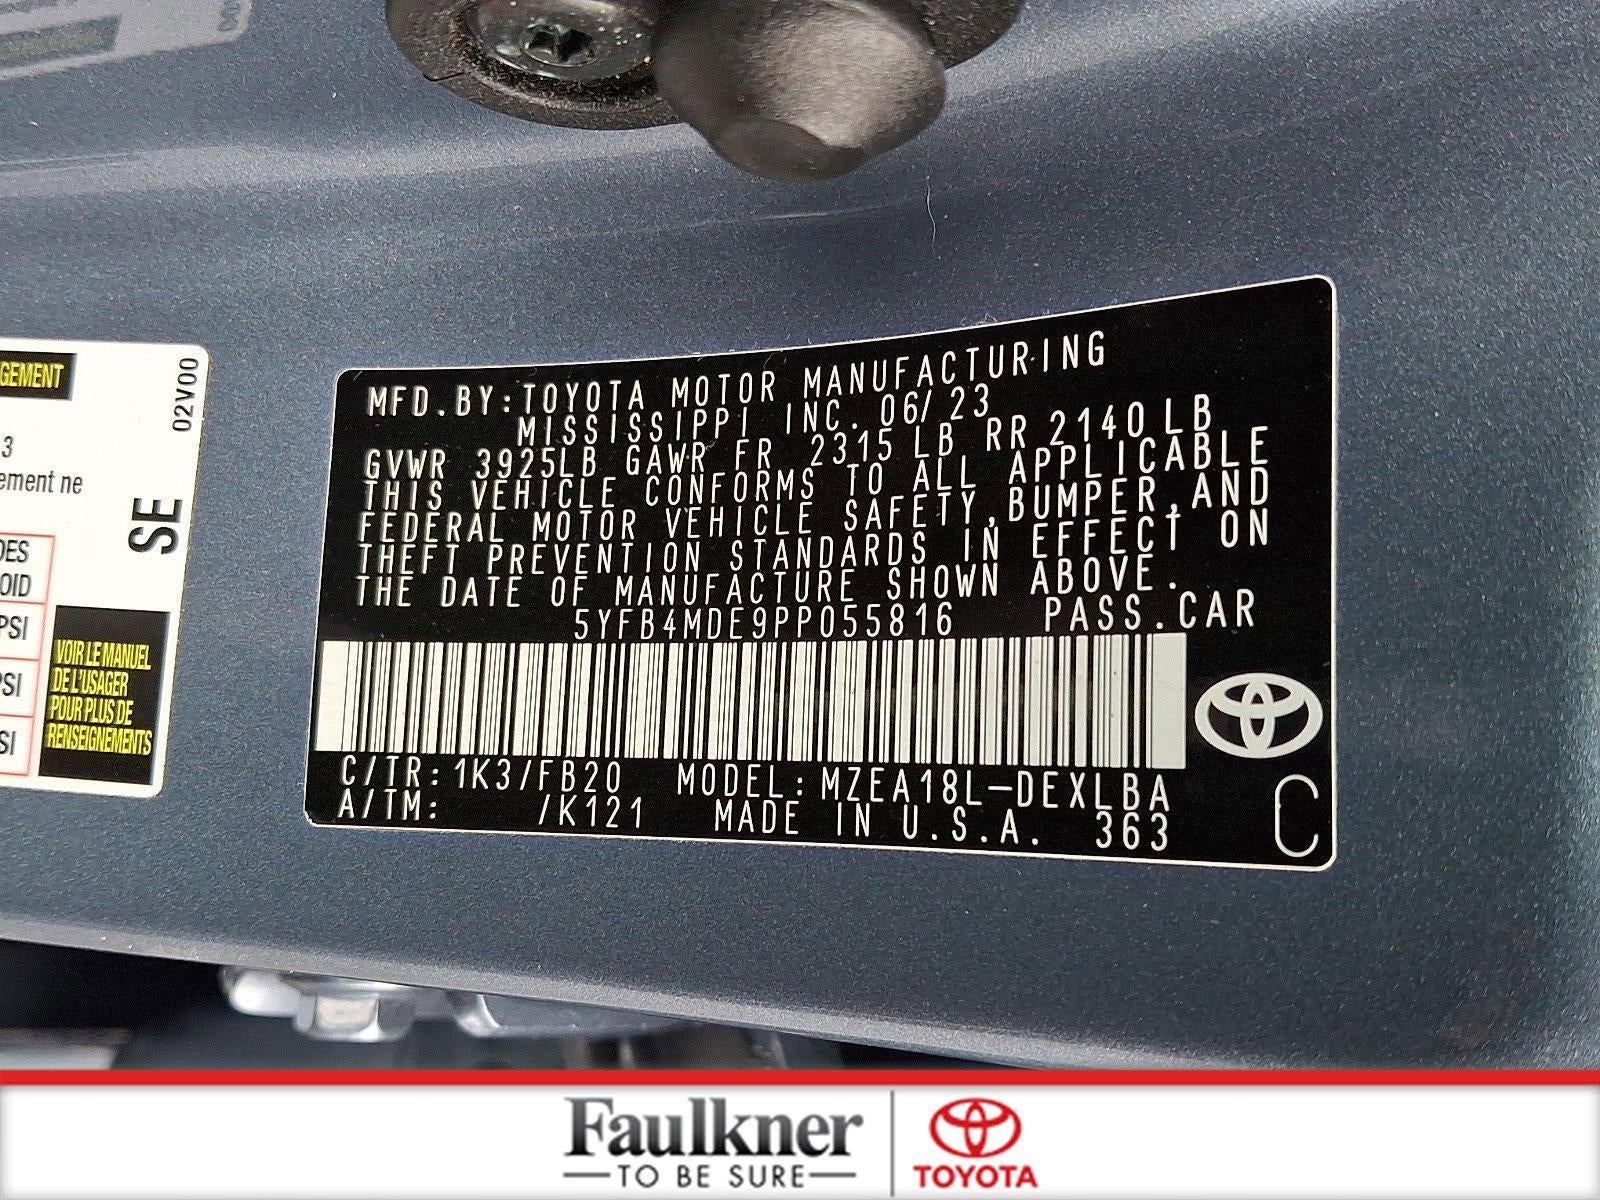 GEMENT
02V00
3
ement ne
SE
DES
OID
PSI
PSI
SI
VOIR LE MANUEL
DE L'USAGER
POUR PLUS DE
RENSEIGNEMENTS
MFD.BY:TOYOTA MOTOR MANUFACTURING
MISSISSIPPI INC. 06/23
GVWR 3925LB GAWR FR 2315LB RR 2140LB
THIS VEHICLE CONFORMS TO ALL APPLICABLE
FEDERAL MOTOR VEHICLE SAFETY,BUMPER,AND
THEFT PREVENTION STANDARDS IN EFFECT ON
THE DATE OF MANUFACTURE SHOWN ABOVE.
5YFB4MDE9PP055816 PASS.CAR
C/TR:1K3/FB20 MODEL:MZEA18L-DEXLBA
A/TM: /K121 MADE IN U.S.A. 363
C
Faulkner
TO BE SURE
TOYOTA